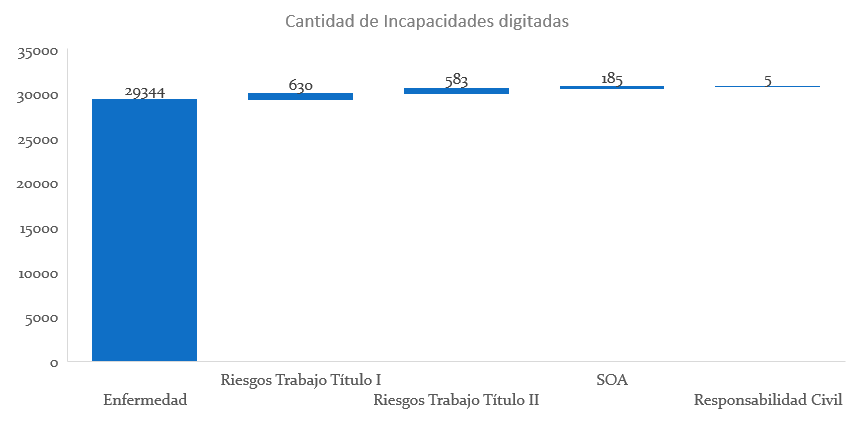 Cantidad de Incapacidades digitadas
35000
30000
25000
20000
15000
10000
5000
0
29344
630
583
185
5
Enfermedad
Riesgos Trabajo Título I
Riesgos Trabajo Título II
SOA
Responsabilidad Civil